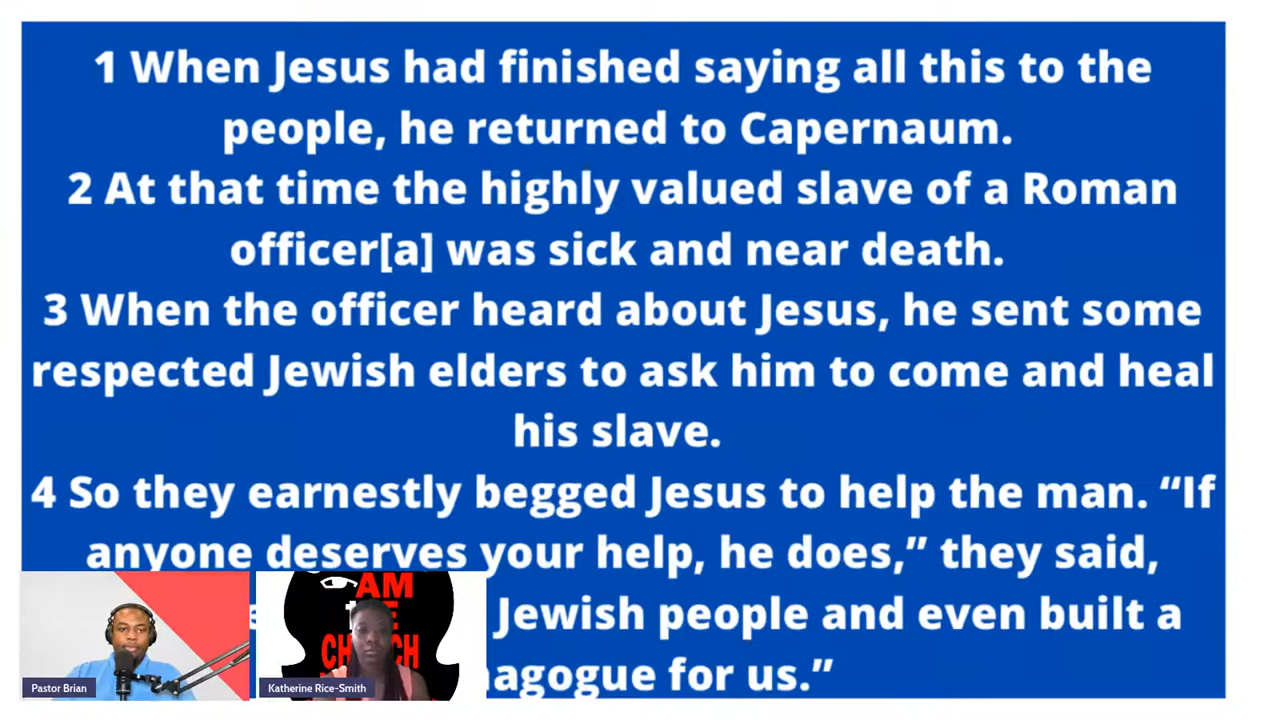 1 When Jesus had finished saying all this to the
people, he returned to Capernaum.
2 At that time the highly valued slave of a Roman
officer[a] was sick and near death.
3 When the officer heard about Jesus, he sent some
respected Jewish elders to ask him to come and heal
his slave.
4 So they earnestly begged Jesus to help the man. “If
anyone deserves your help, he does,” they said,
Jewish people and even built a
nagogue for us.”
AM
CHURCH
Pastor Brian
Katherine Rice-Smith